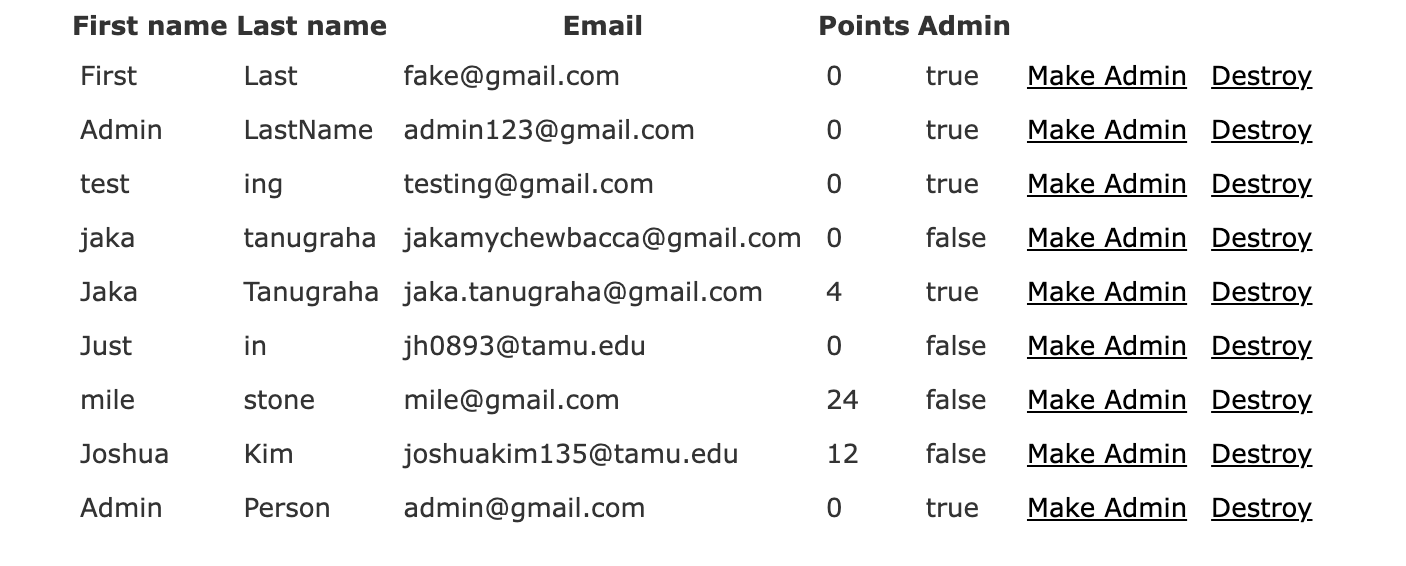 First name Last name Email Points Admin
First Last fake@gmail.com 0 true Make Admin Destroy
Admin LastName admin123@gmail.com 0 true Make Admin Destroy
test ing testing@gmail.com 0 true Make Admin Destroy
jaka tanugraha jakamychewbacca@gmail.com 0 false Make Admin Destroy
Jaka Tanugraha jaka.tanugraha@gmail.com 4 true Make Admin Destroy
Just in jh0893@tamu.edu 0 false Make Admin Destroy
mile stone mile@gmail.com 24 false Make Admin Destroy
Joshua Kim joshuakim135@tamu.edu 12 false Make Admin Destroy
Admin Person admin@gmail.com 0 true Make Admin Destroy